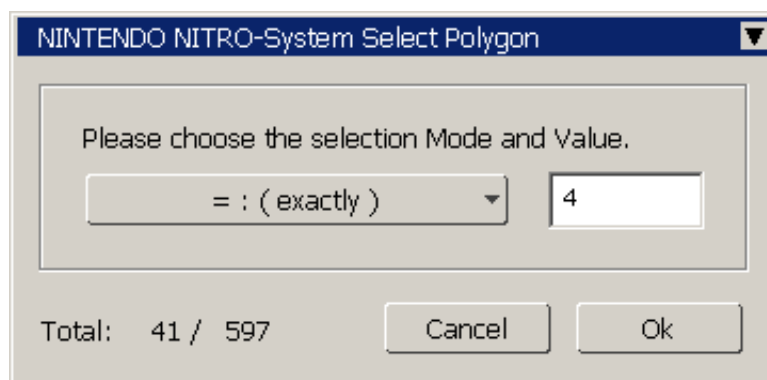 NINTENDO NITRO-System Select Polygon
Please choose the selection Mode and Value.
= : ( exactly ) 4
Total: 41 / 597 Cancel Ok